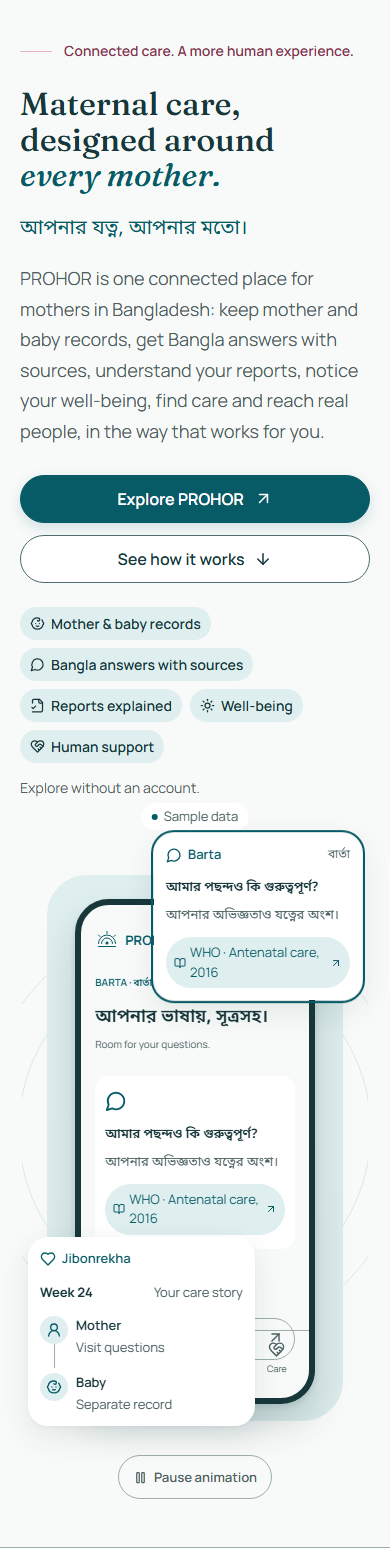 Connected care. A more human experience.
Maternal care,
designed around
every mother.
আপনার যত্ন, আপনার মতো।
PROHOR is one connected place for
mothers in Bangladesh: keep mother and
baby records, get Bangla answers with
sources, understand your reports, notice
your well-being, find care and reach real
people, in the way that works for you.
Explore PROHOR
See how it works
Mother & baby records
Bangla answers with sources
Reports explained
Well-being
Human support
Explore without an account.
Sample data
Barta
বার্তা
আমার পছন্দও কি গুরুত্বপূর্ণ?
আপনার অভিজ্ঞতাও যত্নের অংশ।
WHO · Antenatal care,
2016
BARTA ·
আপনার ভাষায়, সূত্রসহ।
Room for your questions.
আমার পছন্দও কি গুরুত্বপূর্ণ?
আপনার অভিজ্ঞতাও যত্নের অংশ।
WHO · Antenatal care,
2016
Jibonrekha
Week 24
Your care story
Mother
Visit questions
Baby
Separate record
Care
Pause animation